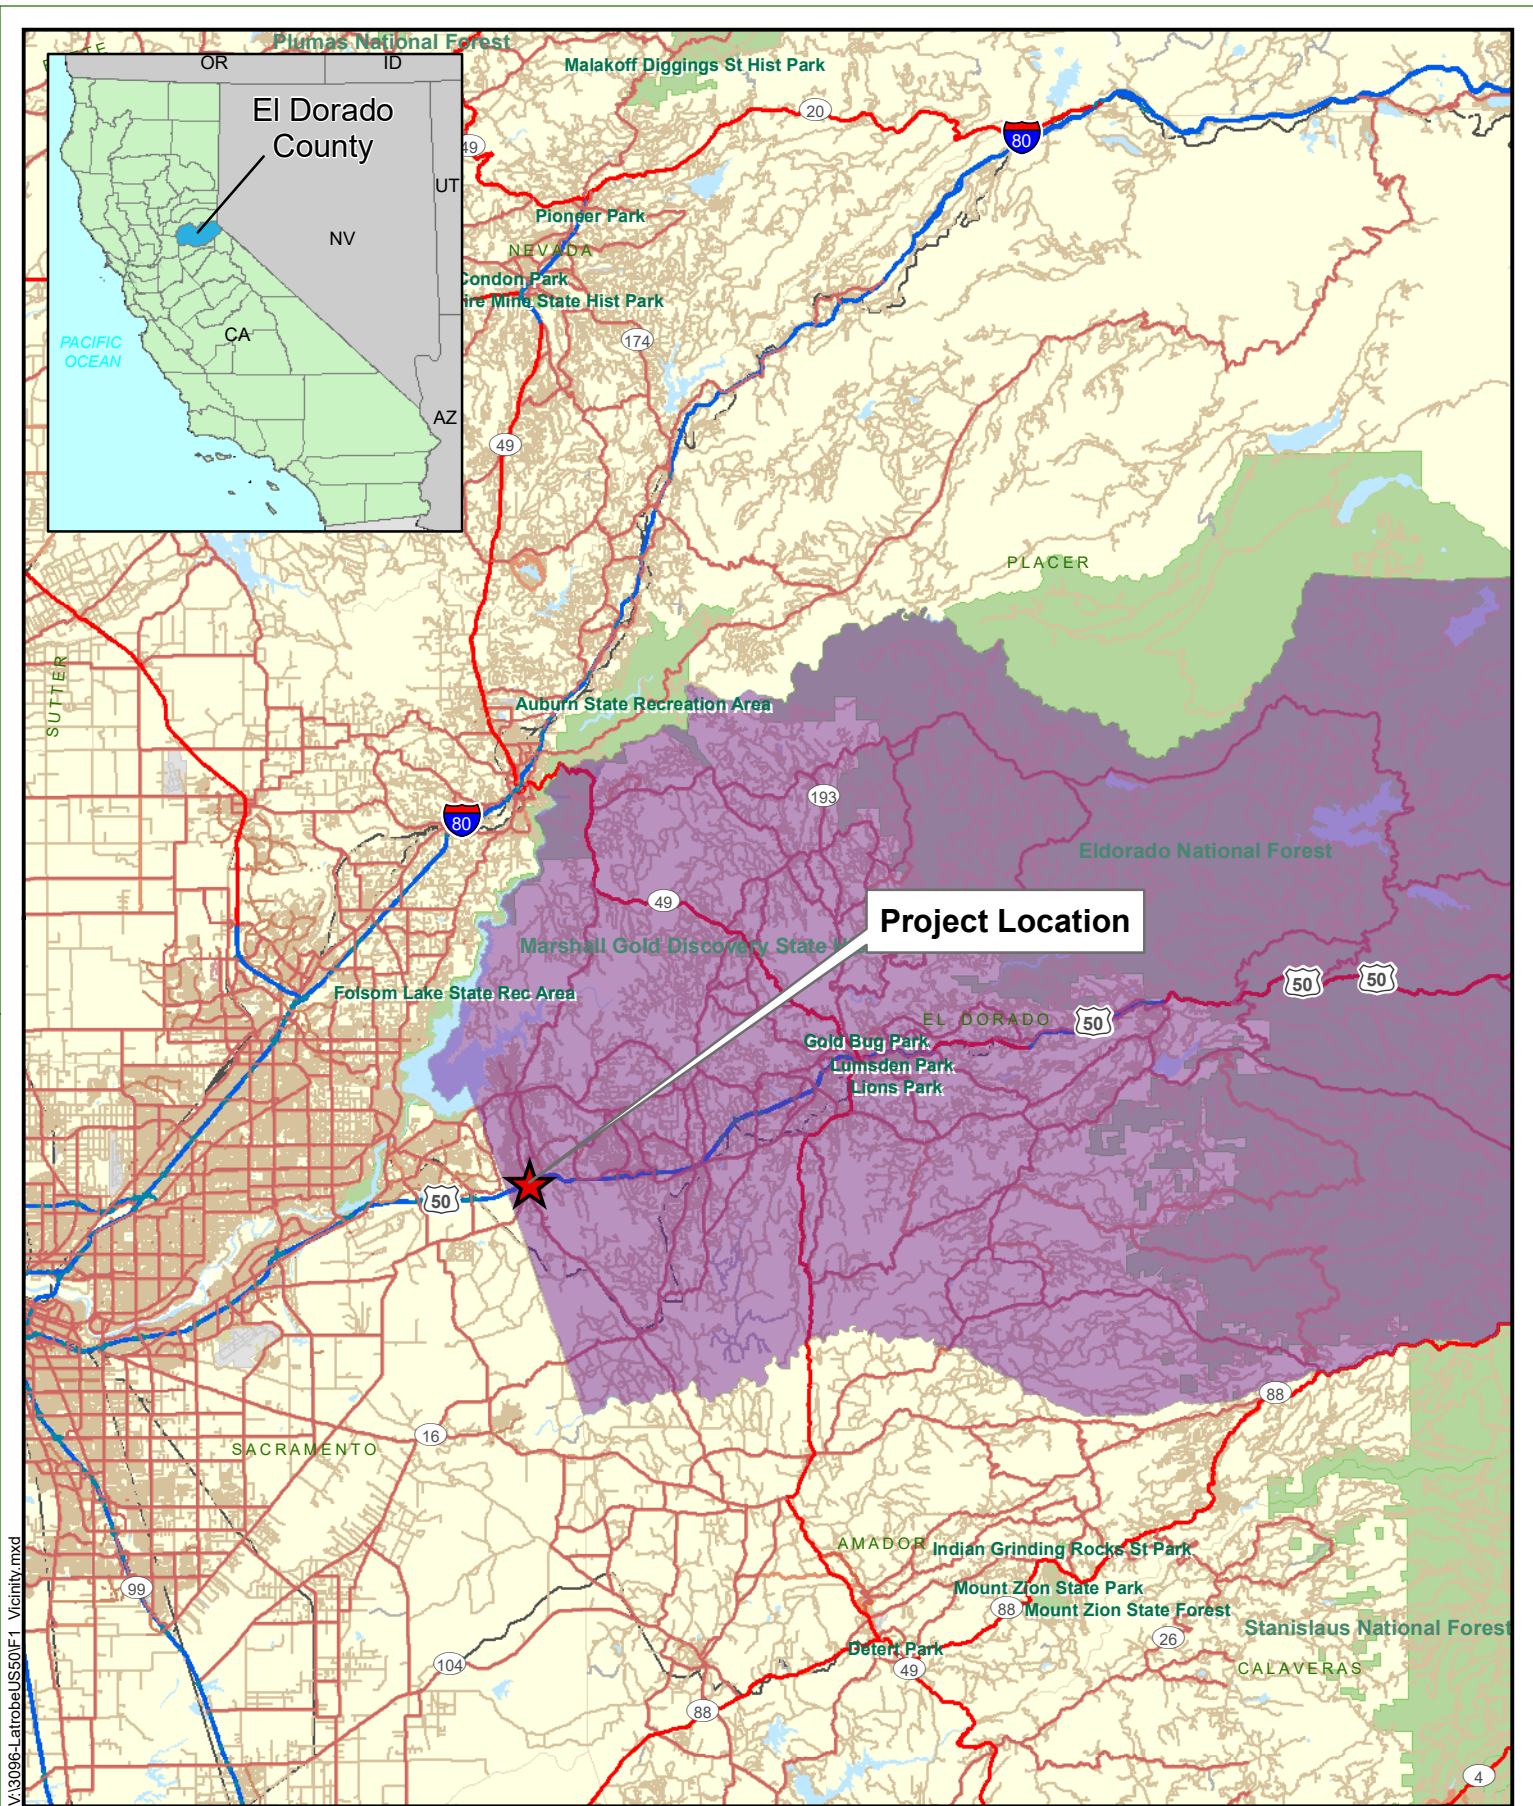 Plumas National Forest
OR
ID
El Dorado
County
UT
NV
CA
PACIFIC
OCEAN
AZ
Malakoff Diggings St Hist Park
20
80
49
Pioneer Park
NEVADA
Condon Park
ire Mine State Hist Park
174
49
PLACER
SUTTER
Auburn State Recreation Area
193
80
Eldorado National Forest
49
Project Location
Marshall Gold Discovery State
Folsom Lake State Rec Area
50
50
50
EL DORADO
Gold Bug Park
Lumsden Park
Lions Park
50
88
16
SACRAMENTO
AMADOR
Indian Grinding Rocks St Park
Mount Zion State Park
99
88
Mount Zion State Forest
26
Stanislaus National Forest
Detert Park
104
49
CALAVERAS
88
4
V:\3096-LatrobeUS50\F1_Vicinity.mxd